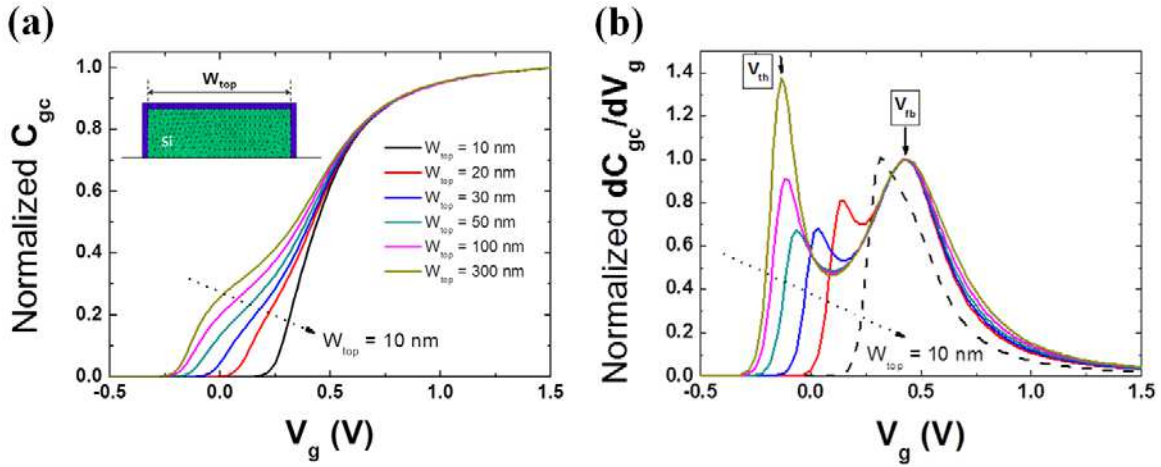 (a)
Normalized C_gc
1.0
0.8
0.6
0.4
0.2
0.0
W_top
Si
W_top = 10 nm
W_top = 20 nm
W_top = 30 nm
W_top = 50 nm
W_top = 100 nm
W_top = 300 nm
W_top = 10 nm
-0.5 0.0 0.5 1.0 1.5
V_g (V)
(b)
Normalized dC_gc/dV_g
1.4
1.2
1.0
0.8
0.6
0.4
0.2
0.0
V_th
V_fb
W_top = 10 nm
-0.5 0.0 0.5 1.0 1.5
V_g (V)